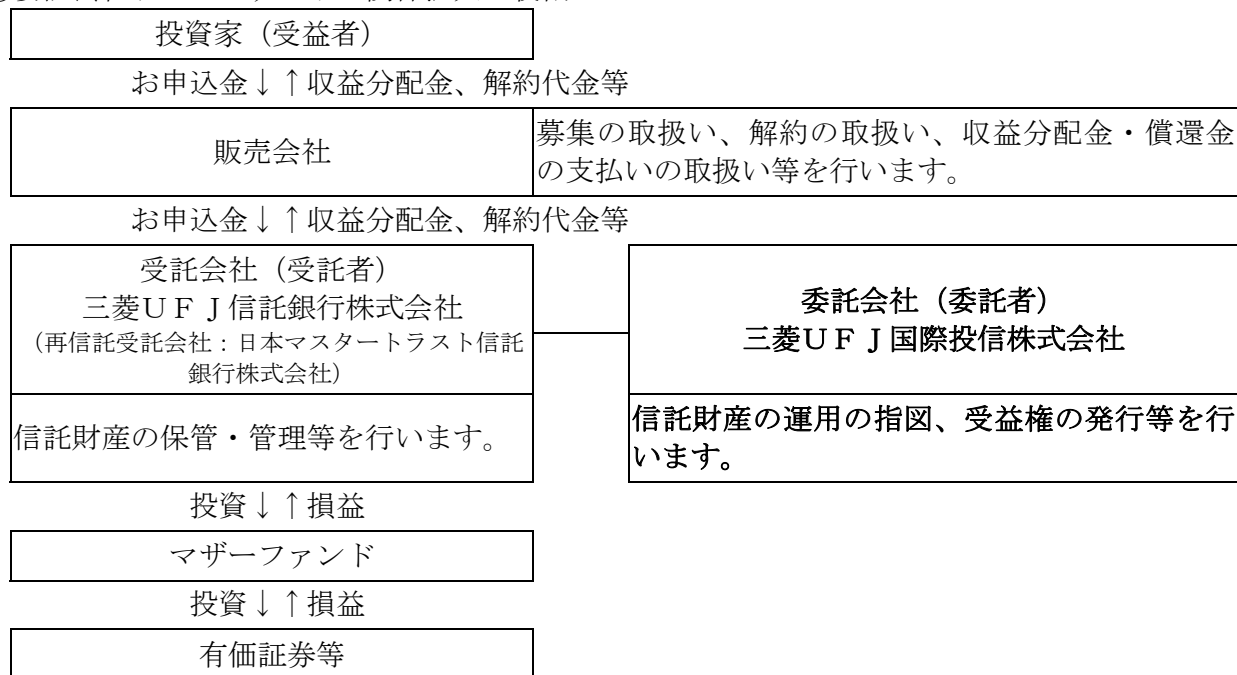 投資家（受益者）
お申込金↓↑収益分配金、解約代金等
販売会社
募集の取扱い、解約の取扱い、収益分配金・償還金
の支払いの取扱い等を行います。
お申込金↓↑収益分配金、解約代金等
受託会社（受託者）
三菱ＵＦＪ信託銀行株式会社
（再信託受託会社：日本マスタートラスト信託
銀行株式会社）
委託会社（委託者）
三菱ＵＦＪ国際投信株式会社
信託財産の保管・管理等を行います。
信託財産の運用の指図、受益権の発行等を行
います。
投資↓↑損益
マザーファンド
投資↓↑損益
有価証券等